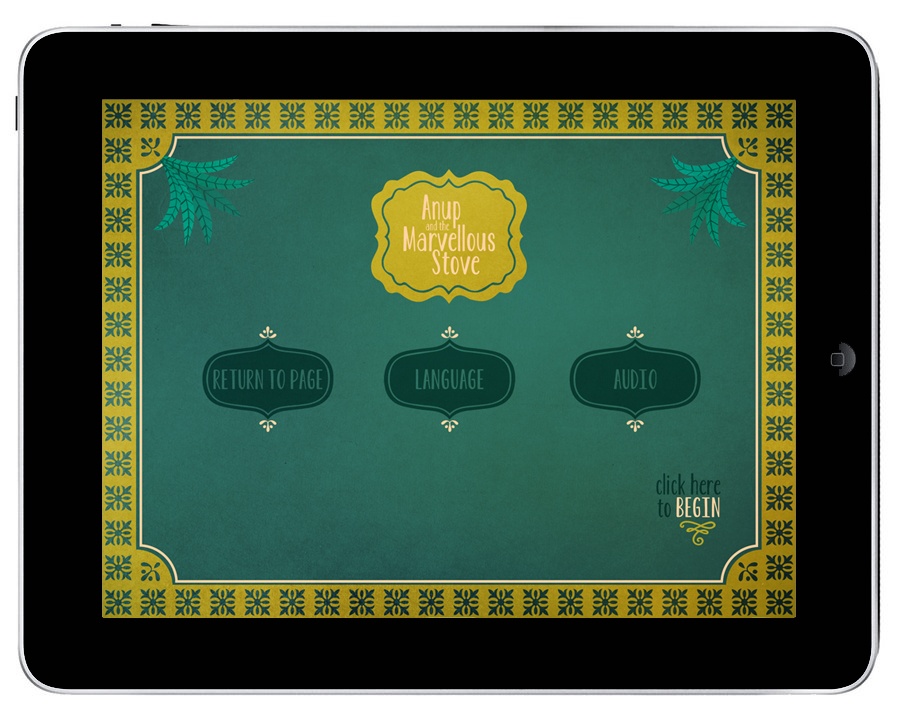 Anup
and the
Marvellous
Stove
RETURN TO PAGE
LANGUAGE
AUDIO
click here
to BEGIN